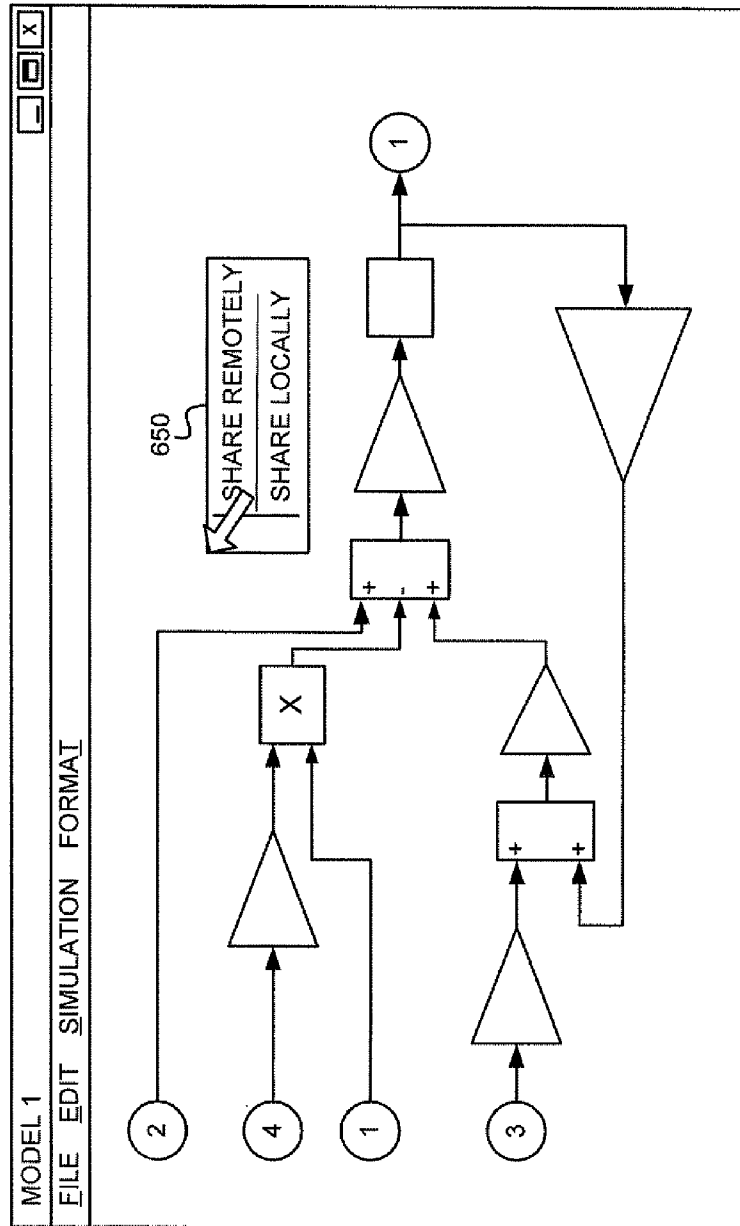 MODEL 1
_ X
FILE EDIT SIMULATION FORMAT
650
SHARE REMOTELY
SHARE LOCALLY
2
4
1
3
X
+
-
+
+
+
1